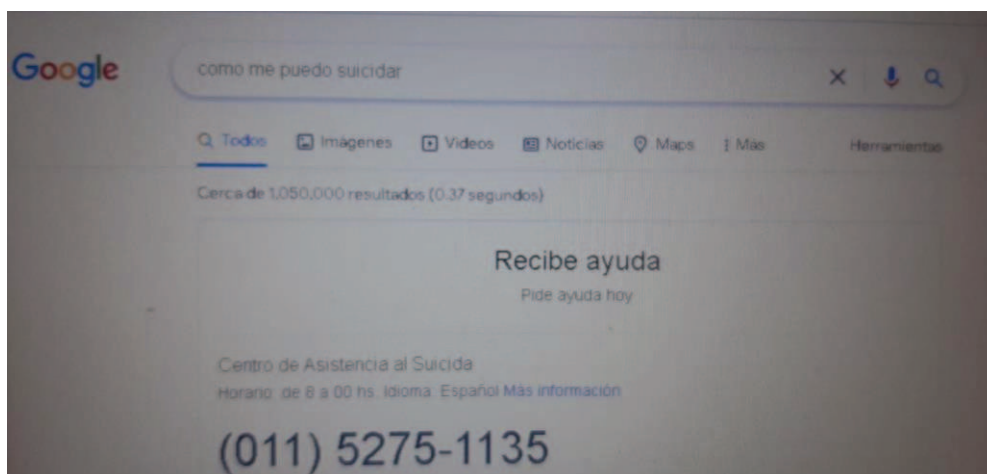 Google
como me puedo suicidar
Todos Imágenes Videos Noticias Maps Más Herramientas
Cerca de 1,050,000 resultados (0.37 segundos)
Recibe ayuda
Pide ayuda hoy
Centro de Asistencia al Suicida
Horario: de 8 a 00 hs. Idioma: Español Más información
(011) 5275-1135